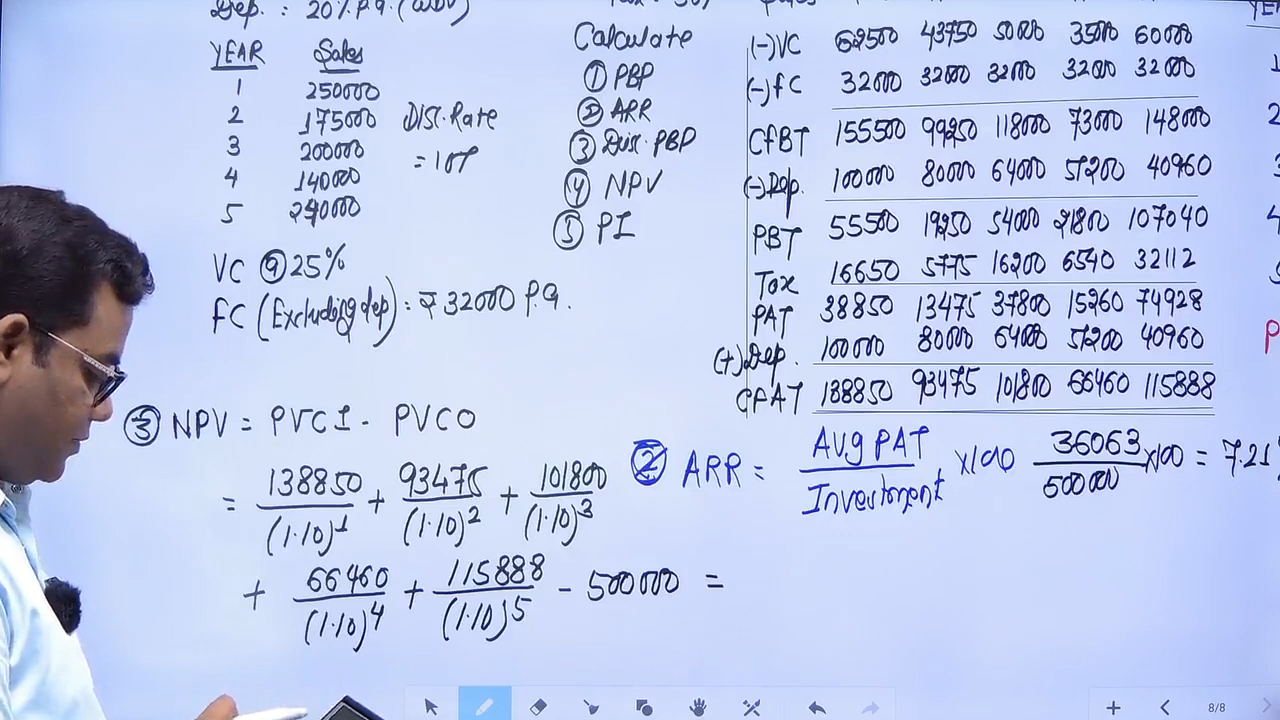 Dep. : 20% P.a. (WDV)
YEAR Sales
1 250000
2 175000
3 200000
4 140000
5 240000
Disc. Rate
= 10%
VC @ 25%
FC (Excluding dep) : ₹ 32000 P.a.
Calculate
① PBP
② ARR
③ Disc. PBP
④ NPV
⑤ PI
(-) VC 62500 43750 50000 35000 60000
(-) FC 32000 32000 32000 32000 32000
CFBT 155500 99250 118000 73000 148000
(-) Dep. 100000 80000 64000 51200 40960
PBT 55500 19250 54000 21800 107040
Tax 16650 5775 16200 6540 32112
PAT 38850 13475 37800 15260 74928
(+) Dep. 100000 80000 64000 51200 40960
CFAT 138850 93475 101800 66460 115888
③ NPV = PVCI - PVCO
= 138850/(1.10)^1 + 93475/(1.10)^2 + 101800/(1.10)^3
+ 66460/(1.10)^4 + 115888/(1.10)^5 - 500000 =
② ARR = Avg PAT/Investment ×100 36063/500000 ×100 = 7.21%
8/8